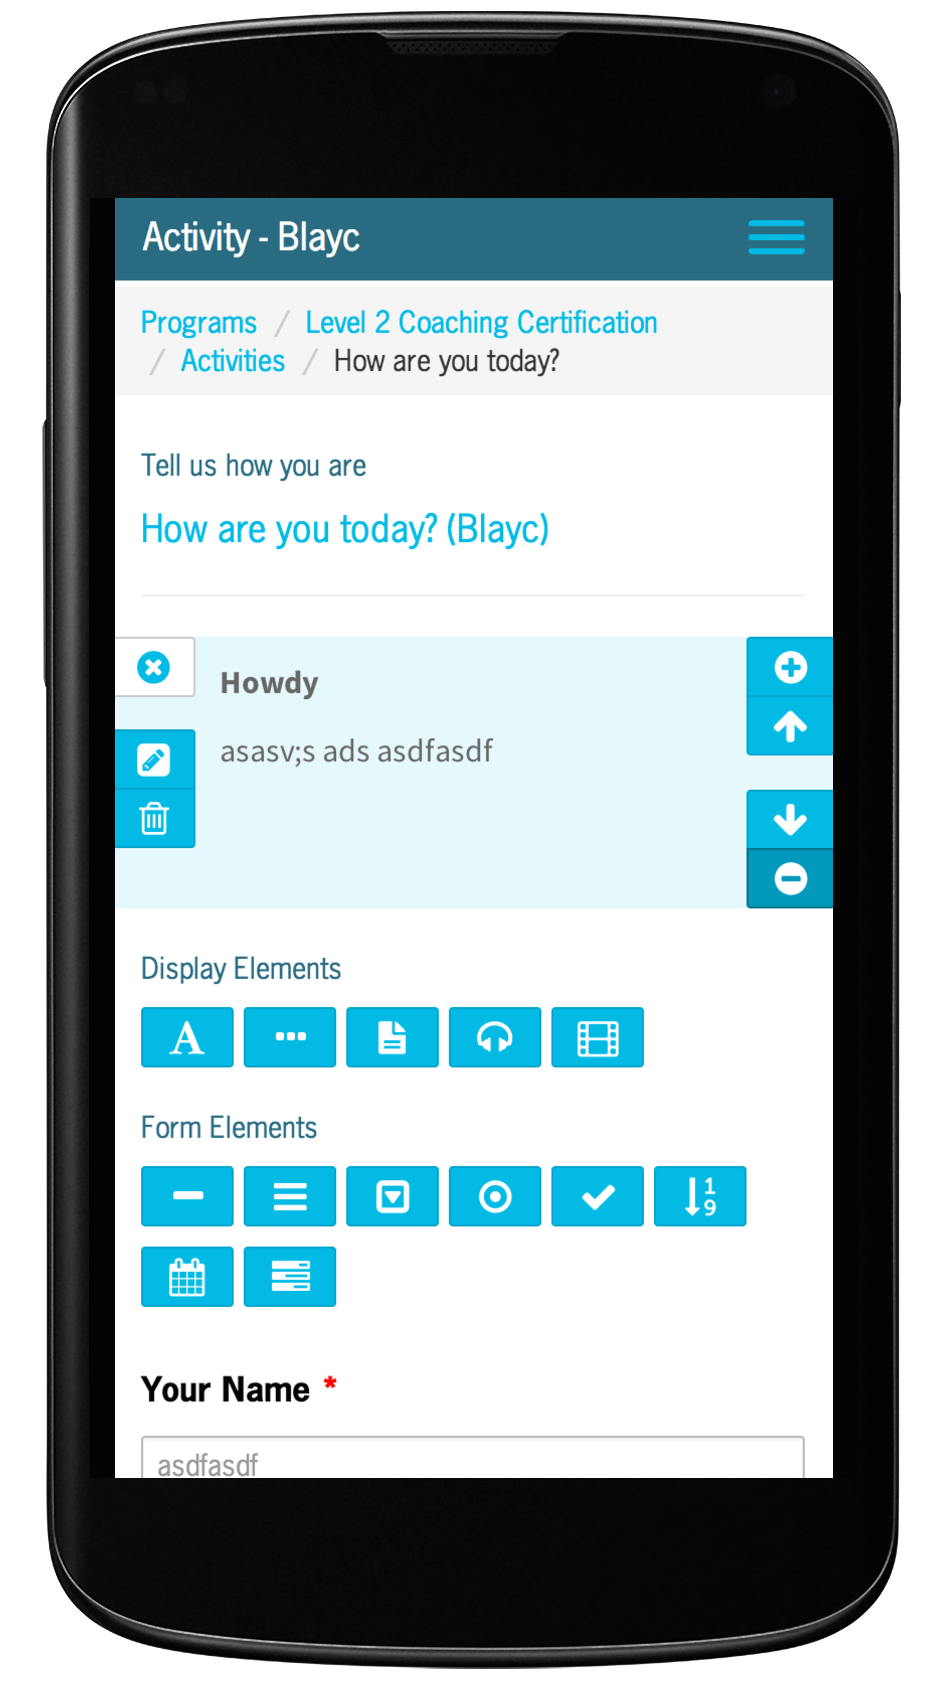 Activity - Blayc
Programs / Level 2 Coaching Certification
/ Activities / How are you today?
Tell us how you are
How are you today? (Blayc)
Howdy
asasv;s ads asdfasdf
Display Elements
A
Form Elements
1
9
Your Name *
asdfasdf